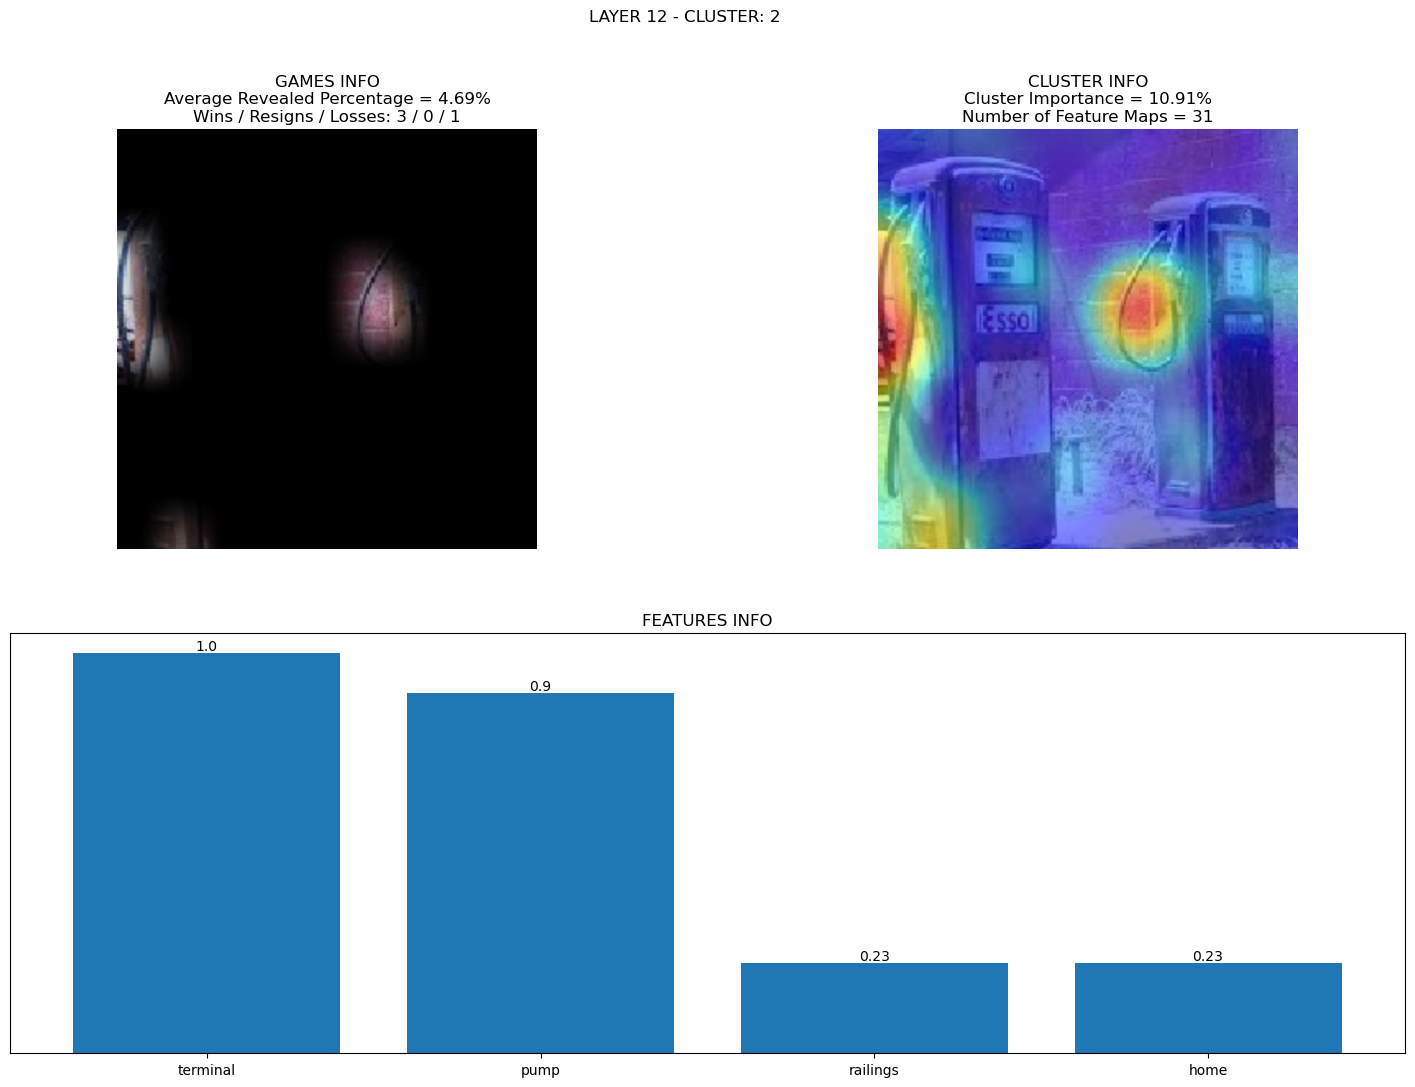 LAYER 12 - CLUSTER: 2
GAMES INFO
Average Revealed Percentage = 4.69%
Wins / Resigns / Losses: 3 / 0 / 1
CLUSTER INFO
Cluster Importance = 10.91%
Number of Feature Maps = 31
ESSO
FEATURES INFO
1.0
0.9
0.23
0.23
terminal
pump
railings
home